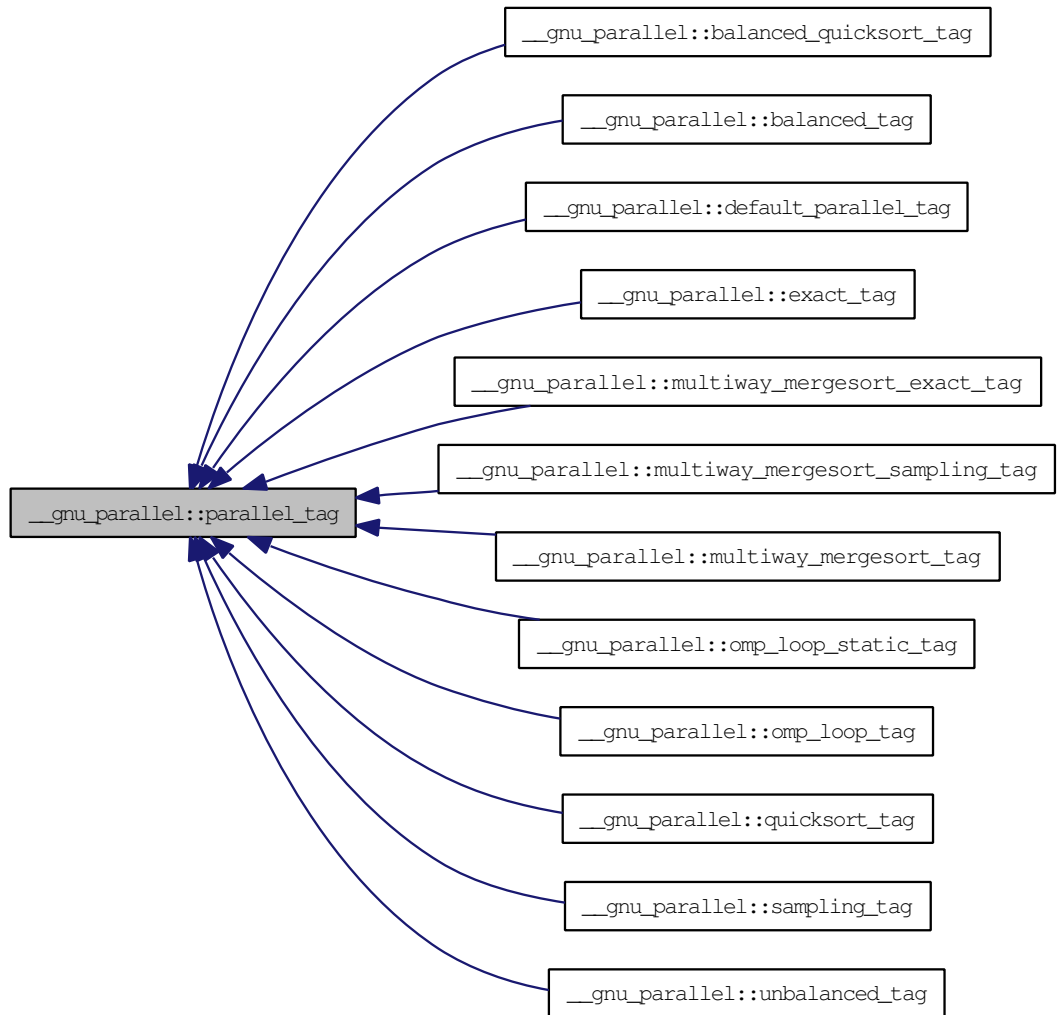 __gnu_parallel::balanced_quicksort_tag
__gnu_parallel::balanced_tag
__gnu_parallel::default_parallel_tag
__gnu_parallel::exact_tag
__gnu_parallel::multiway_mergesort_exact_tag
__gnu_parallel::multiway_mergesort_sampling_tag
__gnu_parallel::parallel_tag
__gnu_parallel::multiway_mergesort_tag
__gnu_parallel::omp_loop_static_tag
__gnu_parallel::omp_loop_tag
__gnu_parallel::quicksort_tag
__gnu_parallel::sampling_tag
__gnu_parallel::unbalanced_tag